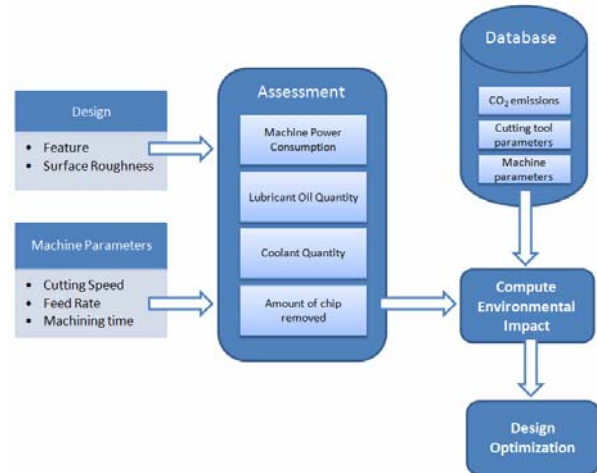 Design
• Feature
• Surface Roughness
Machine Parameters
• Cutting Speed
• Feed Rate
• Machining time
Assessment
Machine Power
Consumption
Lubricant Oil Quantity
Coolant Quantity
Amount of chip
removed
Database
CO₂ emissions
Cutting tool
parameters
Machine
parameters
Compute
Environmental
Impact
Design
Optimization